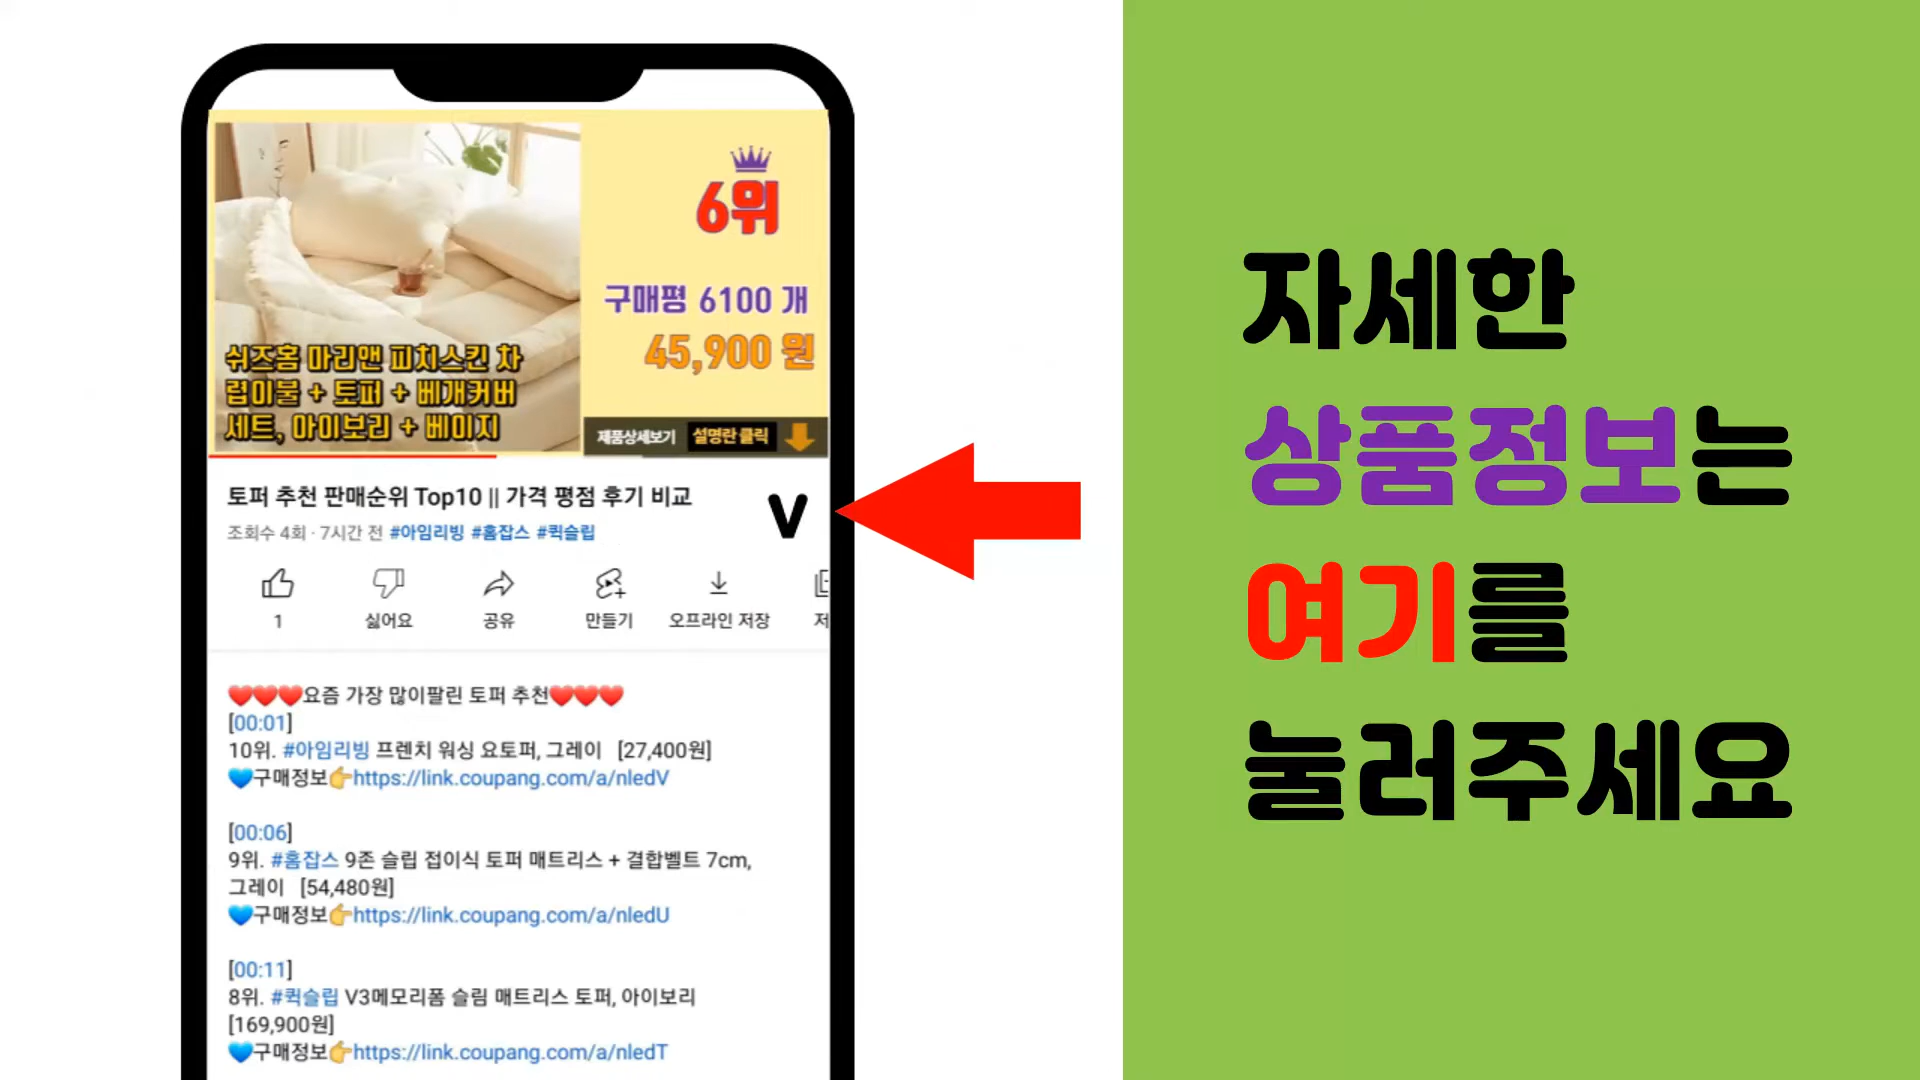 6위
구매평 6100 개
45,900 원
쉬즈홈 마리앤 피치스킨 차
렵이불 + 토퍼 + 베개커버
세트, 아이보리 + 베이지
제품상세보기 설명란 클릭
토퍼 추천 판매순위 Top10 || 가격 평점 후기 비교
V
조회수 4회 · 7시간 전 #아임리빙 #홈잡스 #퀵슬립
1 싫어요 공유 만들기 오프라인 저장 저
❤️❤️❤️요즘 가장 많이팔린 토퍼 추천❤️❤️❤️
[00:01]
10위. #아임리빙 프렌치 워싱 요토퍼, 그레이 [27,400원]
💙구매정보👉https://link.coupang.com/a/nledV
[00:06]
9위. #홈잡스 9존 슬립 접이식 토퍼 매트리스 + 결합벨트 7cm,
그레이 [54,480원]
💙구매정보👉https://link.coupang.com/a/nledU
[00:11]
8위. #퀵슬립 V3메모리폼 슬림 매트리스 토퍼, 아이보리
[169,900원]
💙구매정보👉https://link.coupang.com/a/nledT
자세한
상품정보는
여기를
눌러주세요